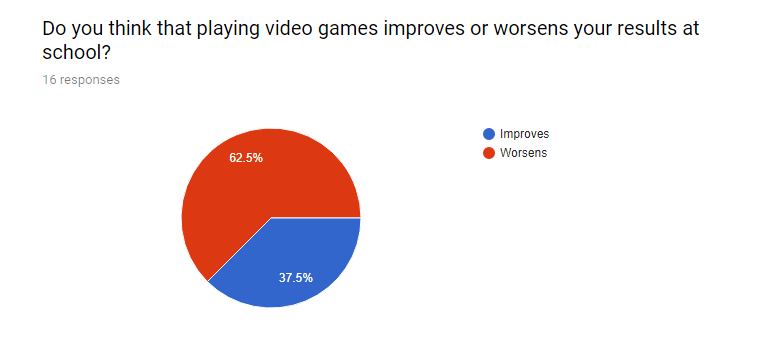 Do you think that playing video games improves or worsens your results at
school?
16 responses
Improves
Worsens
62.5%
37.5%